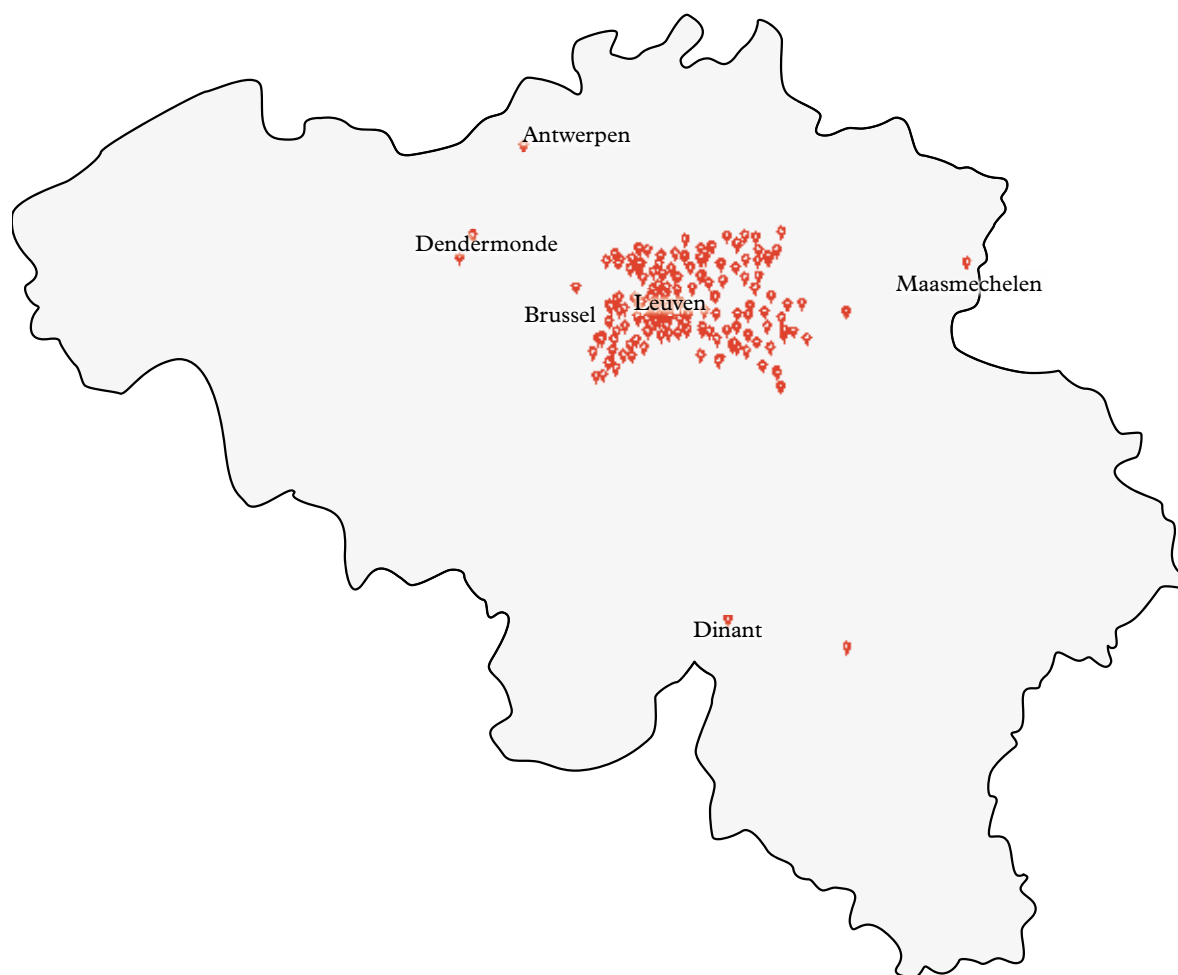 Antwerpen
Dendermonde
Maasmechelen
Leuven
Brussel
Dinant